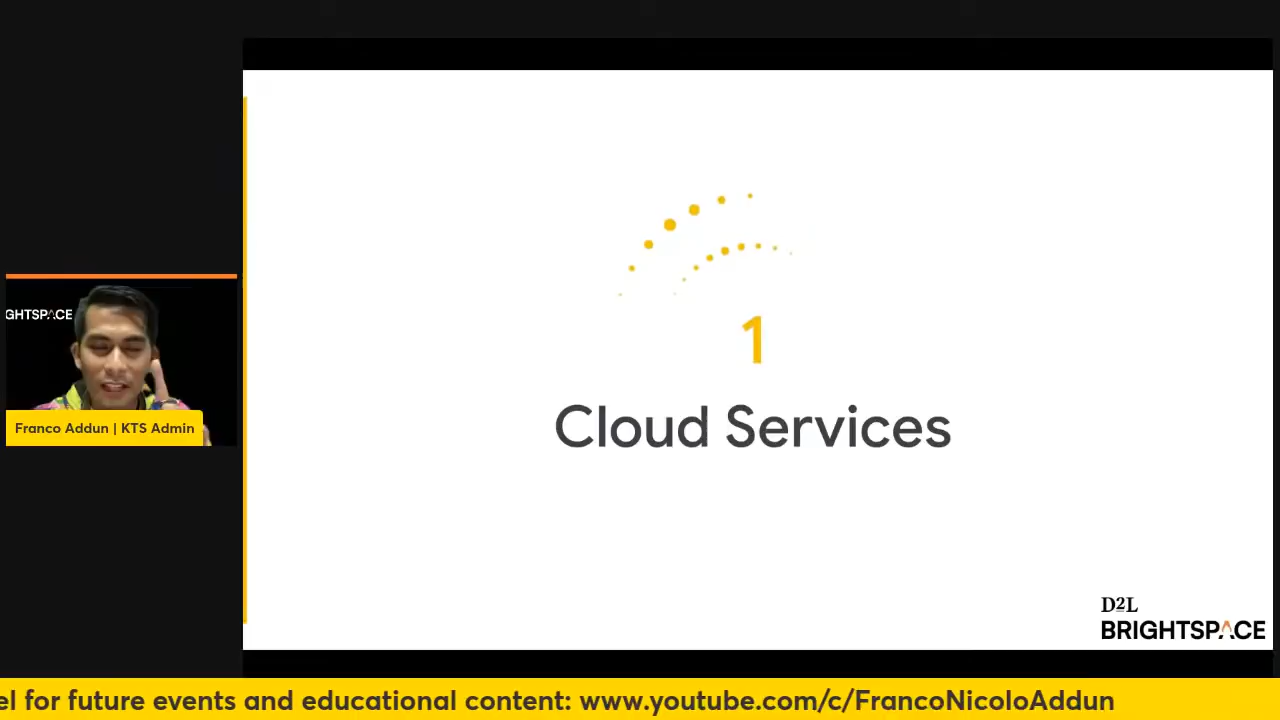 GHTSPACE
Franco Addun | KTS Admin
1
Cloud Services
D2L
BRIGHTSPACE
el for future events and educational content: www.youtube.com/c/FrancoNicoloAddun